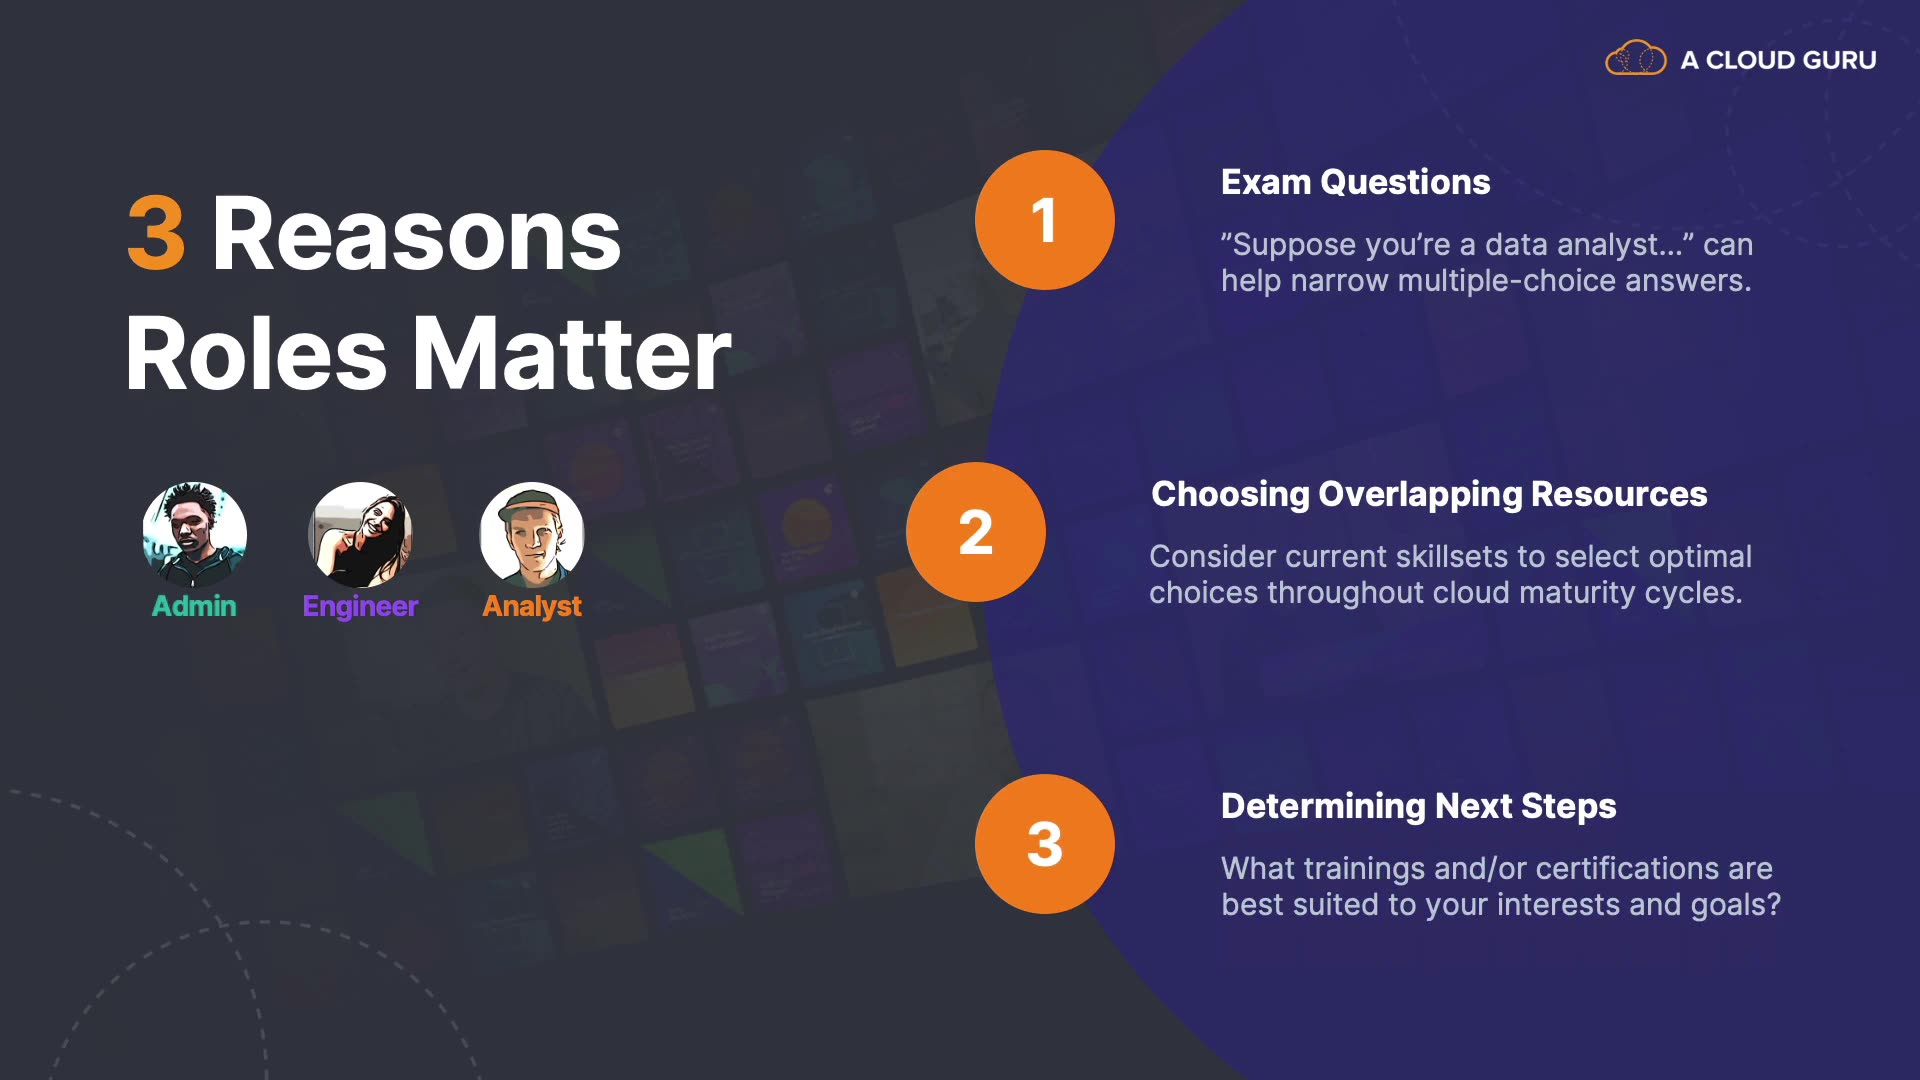 A CLOUD GURU
3 Reasons
Roles Matter
Admin
Engineer
Analyst
1
Exam Questions
”Suppose you’re a data analyst...” can
help narrow multiple-choice answers.
2
Choosing Overlapping Resources
Consider current skillsets to select optimal
choices throughout cloud maturity cycles.
3
Determining Next Steps
What trainings and/or certifications are
best suited to your interests and goals?